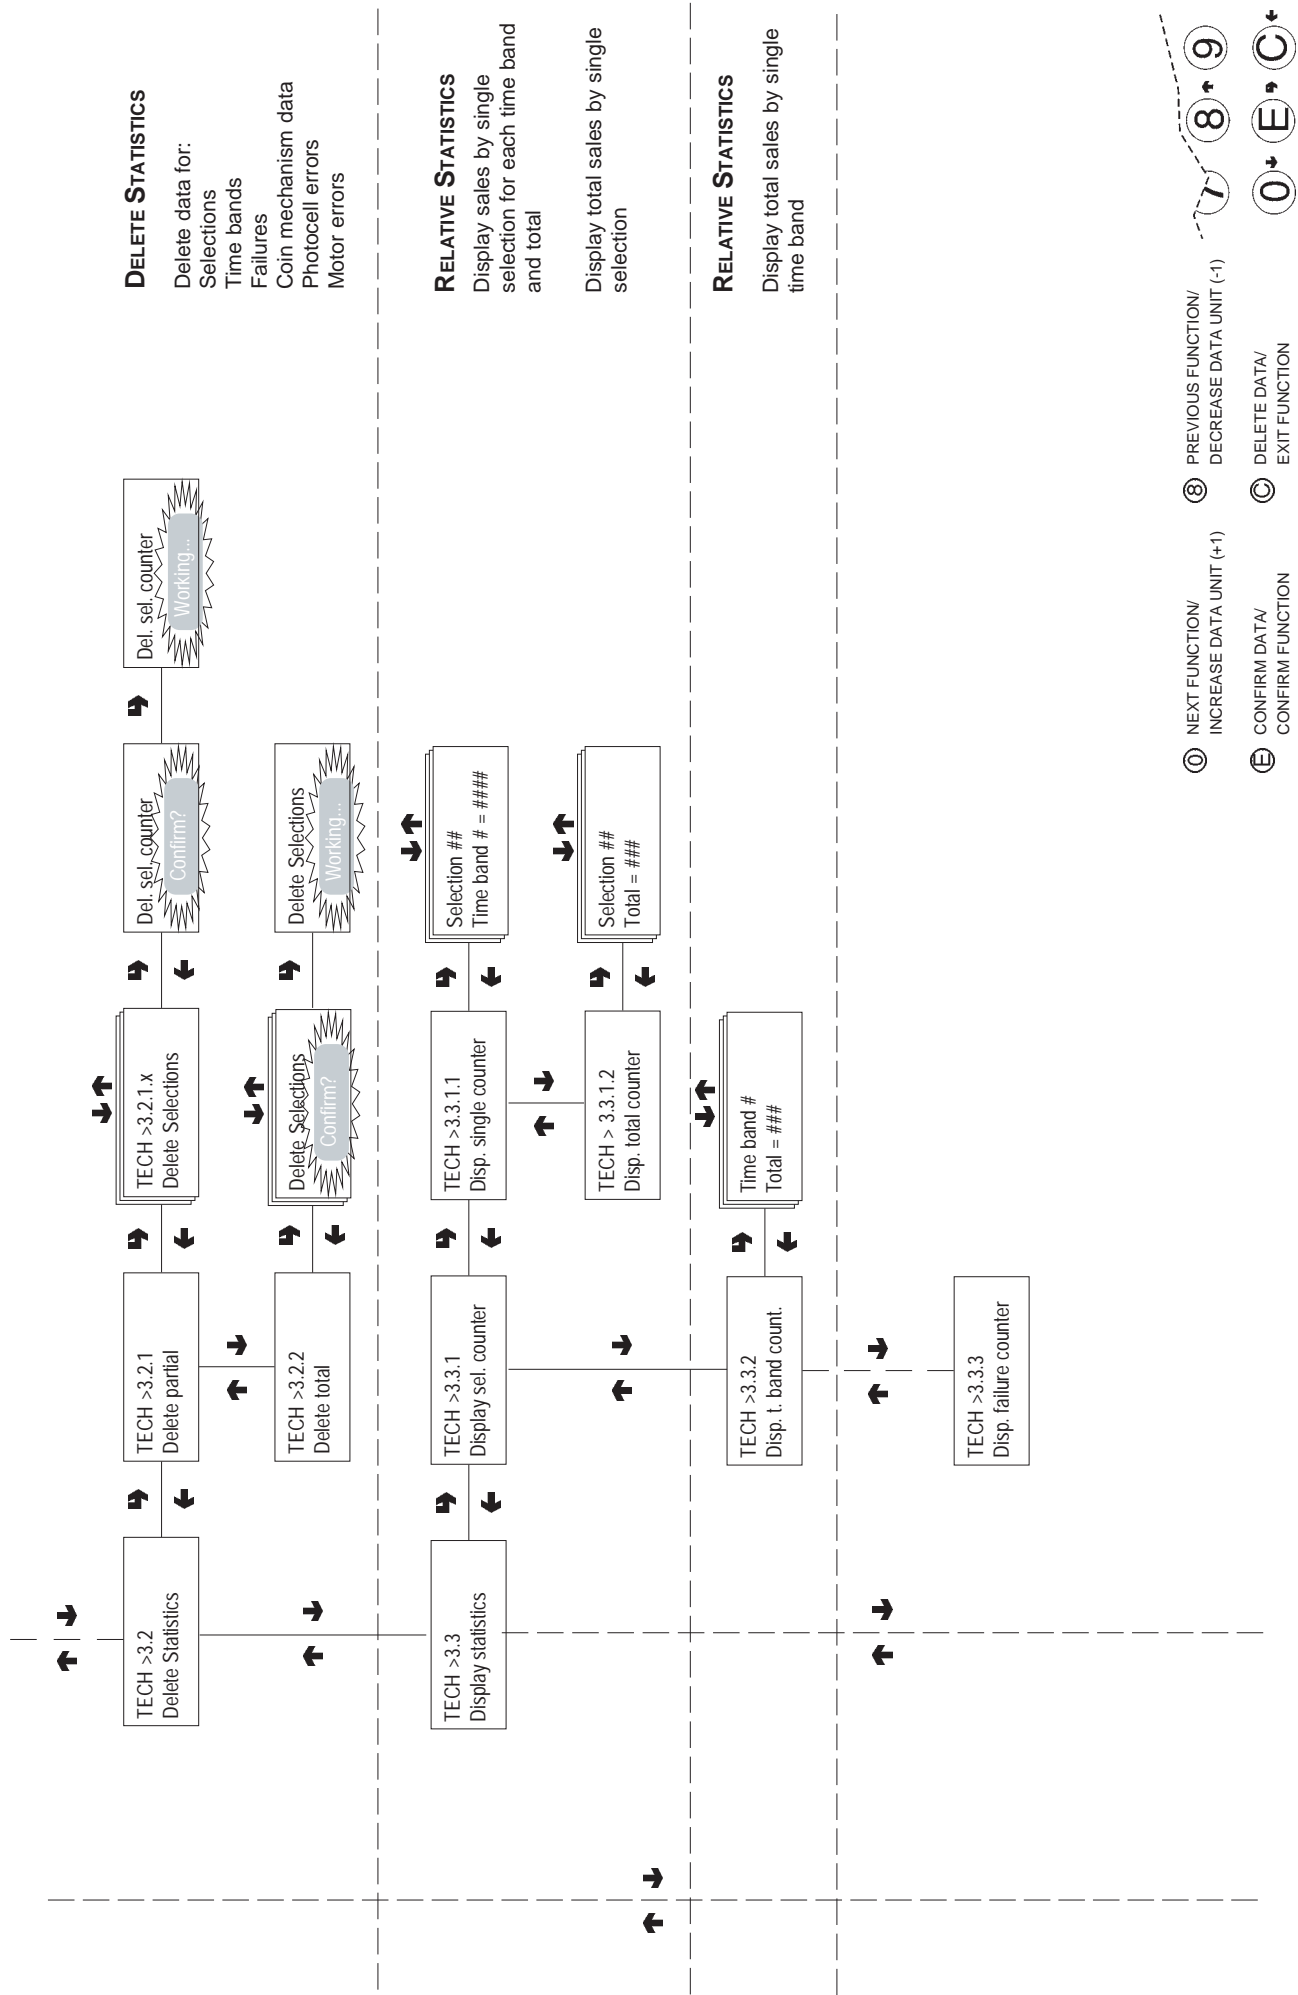 TECH >3.2
Delete Statistics
TECH >3.2.1
Delete partial
TECH >3.2.1.x
Delete Selections
Del. sel. counter
Confirm?
Del. sel. counter
Working...
DELETE STATISTICS
Delete data for:
Selections
Time bands
Failures
Coin mechanism data
Photocell errors
Motor errors
TECH >3.2.2
Delete total
Delete Selections
Confirm?
Delete Selections
Working...
TECH >3.3
Display statistics
TECH >3.3.1
Display sel. counter
TECH >3.3.1.1
Disp. single counter
Selection ##
Time band # = ####
RELATIVE STATISTICS
Display sales by single
selection for each time band
and total
TECH > 3.3.1.2
Disp. total counter
Selection ##
Total = ###
Display total sales by single
selection
TECH >3.3.2
Disp. t. band count.
Time band #
Total = ###
RELATIVE STATISTICS
Display total sales by single
time band
TECH >3.3.3
Disp. failure counter
0 NEXT FUNCTION/
INCREASE DATA UNIT (+1)
8 PREVIOUS FUNCTION/
DECREASE DATA UNIT (-1)
E CONFIRM DATA/
CONFIRM FUNCTION
C DELETE DATA/
EXIT FUNCTION
7 8 9
0 E C